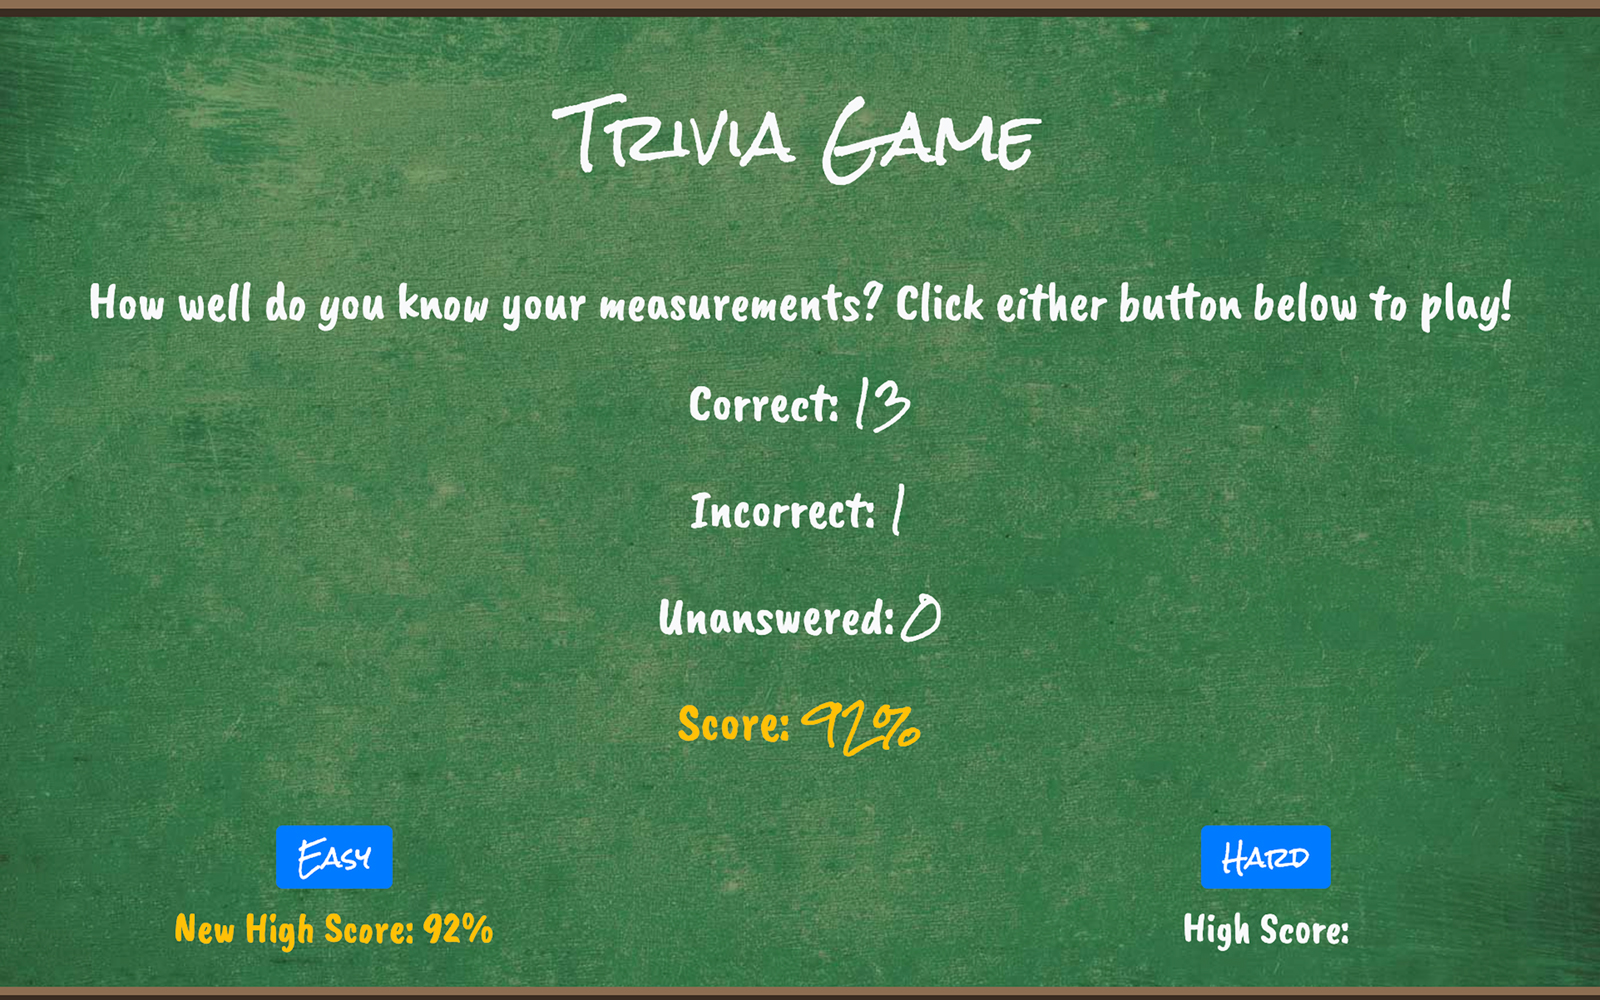 Trivia Game
How well do you know your measurements? Click either button below to play!
Correct: 13
Incorrect: 1
Unanswered: 0
Score: 92%
Easy
Hard
New High Score: 92%
High Score: